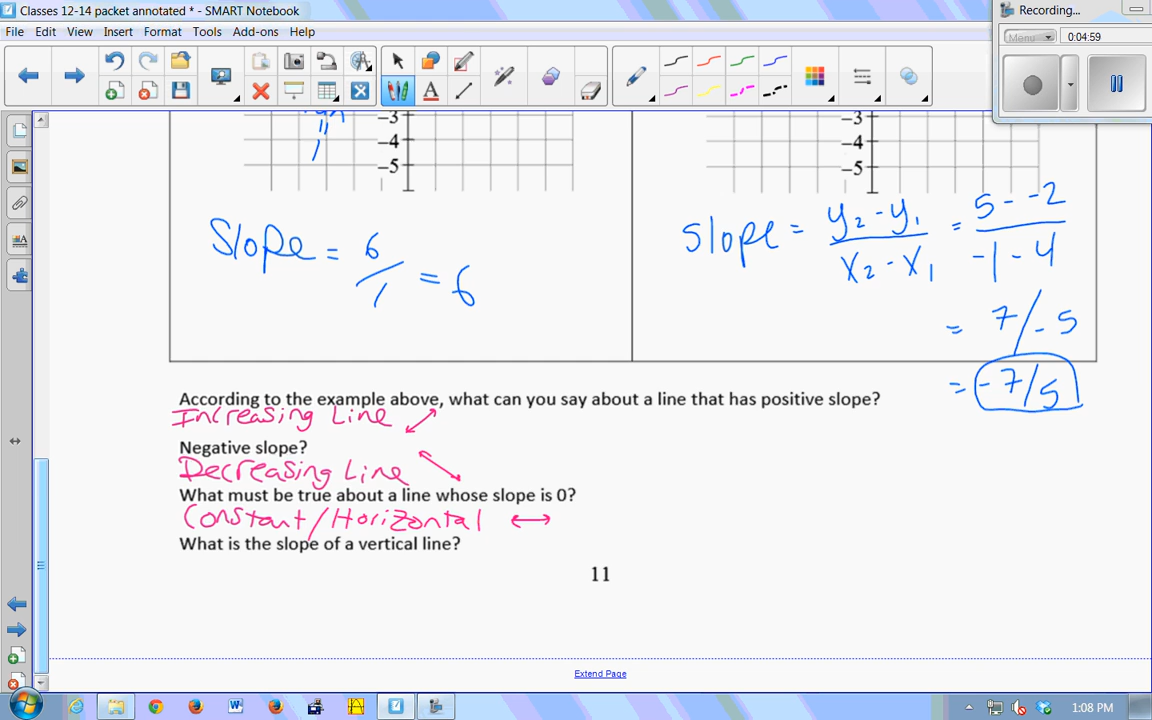 Classes 12-14 packet annotated * - SMART Notebook
Recording...
File Edit View Insert Format Tools Add-ons Help
Menu
0:04:59
-3
-4
-5
-3
-4
-5
Slope = 6/1 = 6
Slope = y2 - y1 / x2 - x1 = 5 - -2 / -1 - 4
= 7/-5
= -7/5
According to the example above, what can you say about a line that has positive slope?
Increasing Line
Negative slope?
Decreasing Line
What must be true about a line whose slope is 0?
Constant/Horizontal
What is the slope of a vertical line?
11
Extend Page
1:08 PM